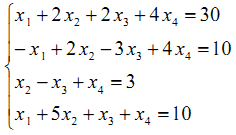 x₁ + 2x₂ + 2x₃ + 4x₄ = 30
-x₁ + 2x₂ - 3x₃ + 4x₄ = 10
x₂ - x₃ + x₄ = 3
x₁ + 5x₂ + x₃ + x₄ = 10